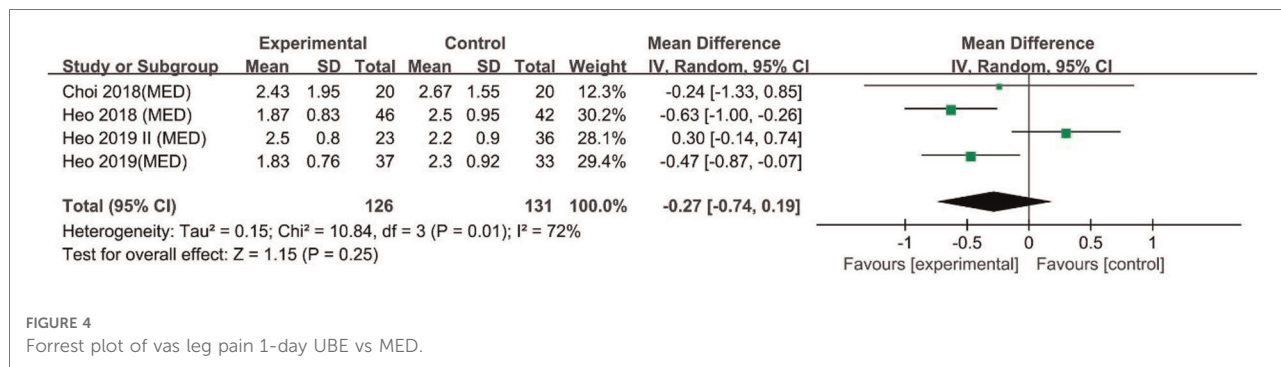 Experimental Control Mean Difference Mean Difference
Study or Subgroup Mean SD Total Mean SD Total Weight IV, Random, 95% CI IV, Random, 95% CI
Choi 2018(MED) 2.43 1.95 20 2.67 1.55 20 12.3% -0.24 [-1.33, 0.85]
Heo 2018 (MED) 1.87 0.83 46 2.5 0.95 42 30.2% -0.63 [-1.00, -0.26]
Heo 2019 II (MED) 2.5 0.8 23 2.2 0.9 36 28.1% 0.30 [-0.14, 0.74]
Heo 2019(MED) 1.83 0.76 37 2.3 0.92 33 29.4% -0.47 [-0.87, -0.07]
Total (95% CI) 126 131 100.0% -0.27 [-0.74, 0.19]
Heterogeneity: Tau² = 0.15; Chi² = 10.84, df = 3 (P = 0.01); I² = 72%
Test for overall effect: Z = 1.15 (P = 0.25)
-1 -0.5 0 0.5 1
Favours [experimental] Favours [control]
FIGURE 4
Forrest plot of vas leg pain 1-day UBE vs MED.